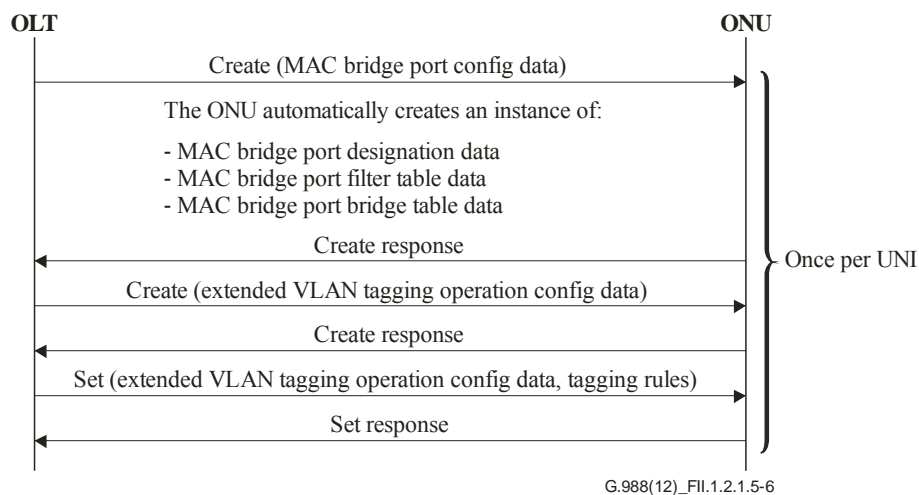 OLT ONU
Create (MAC bridge port config data)
The ONU automatically creates an instance of:
- MAC bridge port designation data
- MAC bridge port filter table data
- MAC bridge port bridge table data
Create response
Once per UNI
Create (extended VLAN tagging operation config data)
Create response
Set (extended VLAN tagging operation config data, tagging rules)
Set response
G.988(12)_FII.1.2.1.5-6